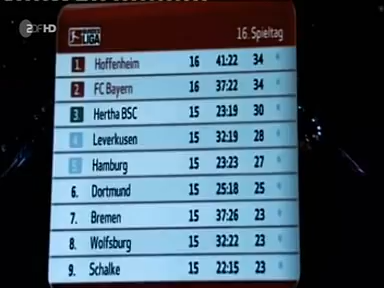 ZDF HD
BUNDESLIGA
16. Spieltag
1. Hoffenheim 16 41:22 34
2. FC Bayern 16 37:22 34
3. Hertha BSC 15 23:19 30
4 Leverkusen 15 32:19 28
5 Hamburg 15 23:23 27
6. Dortmund 15 25:18 25
7. Bremen 15 37:26 23
8. Wolfsburg 15 32:22 23
9. Schalke 15 22:15 23